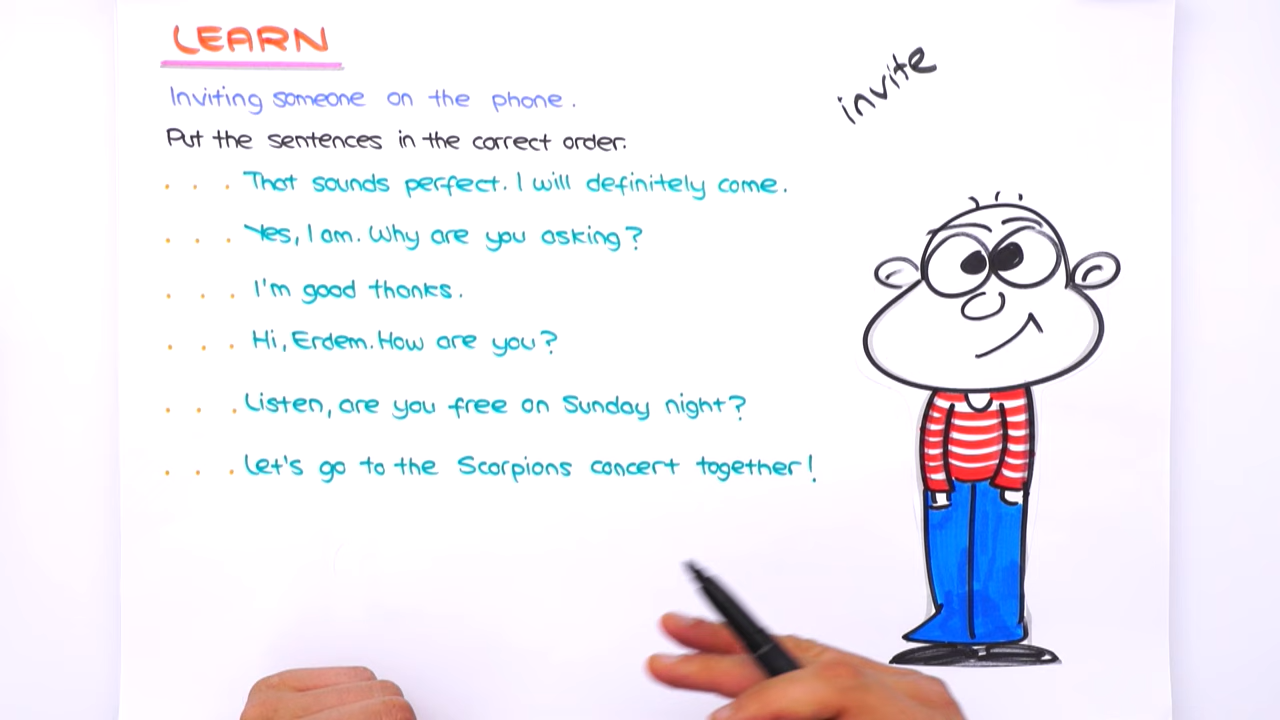 LEARN
invite
Inviting someone on the phone.
Put the sentences in the correct order.
. . . That sounds perfect. I will definitely come.
. . . Yes, I am. Why are you asking?
. . . I'm good thanks.
. . . Hi, Erdem. How are you?
. . . Listen, are you free on Sunday night?
. . . Let's go to the Scorpions concert together!